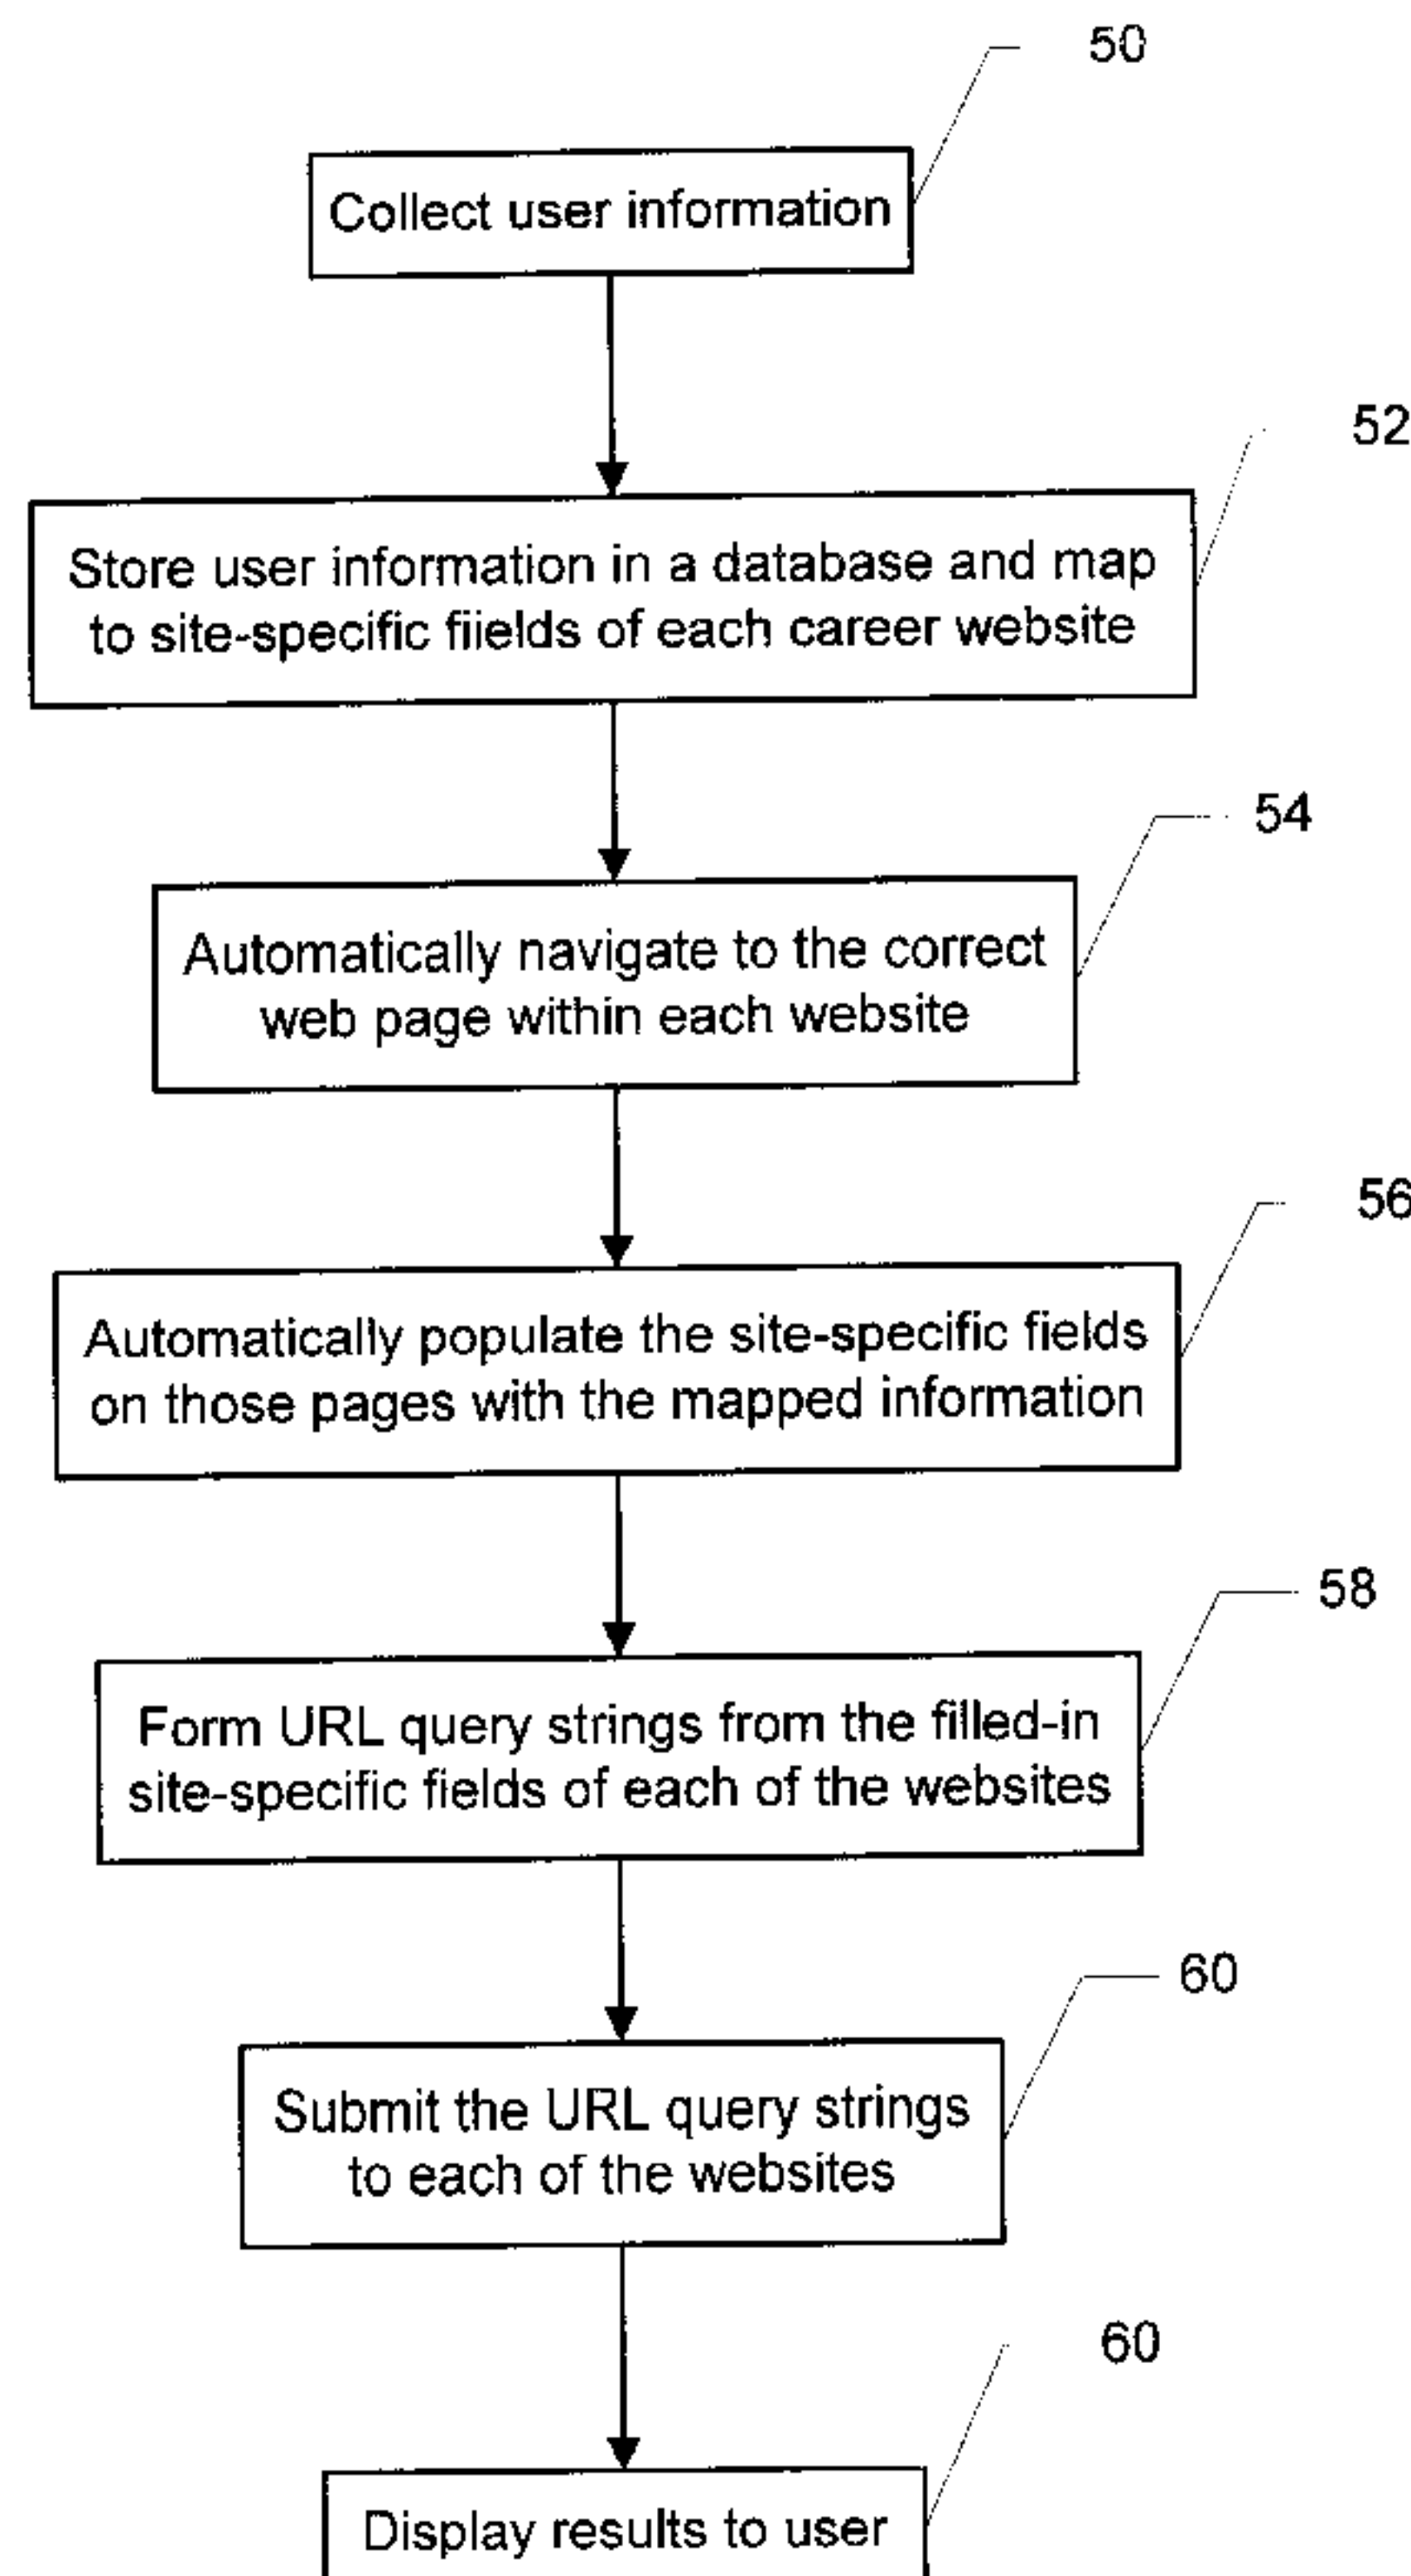 50
Collect user information
52
Store user information in a database and map
to site-specific fiields of each career website
54
Automatically navigate to the correct
web page within each website
56
Automatically populate the site-specific fields
on those pages with the mapped information
58
Form URL query strings from the filled-in
site-specific fields of each of the websites
60
Submit the URL query strings
to each of the websites
60
Display results to user